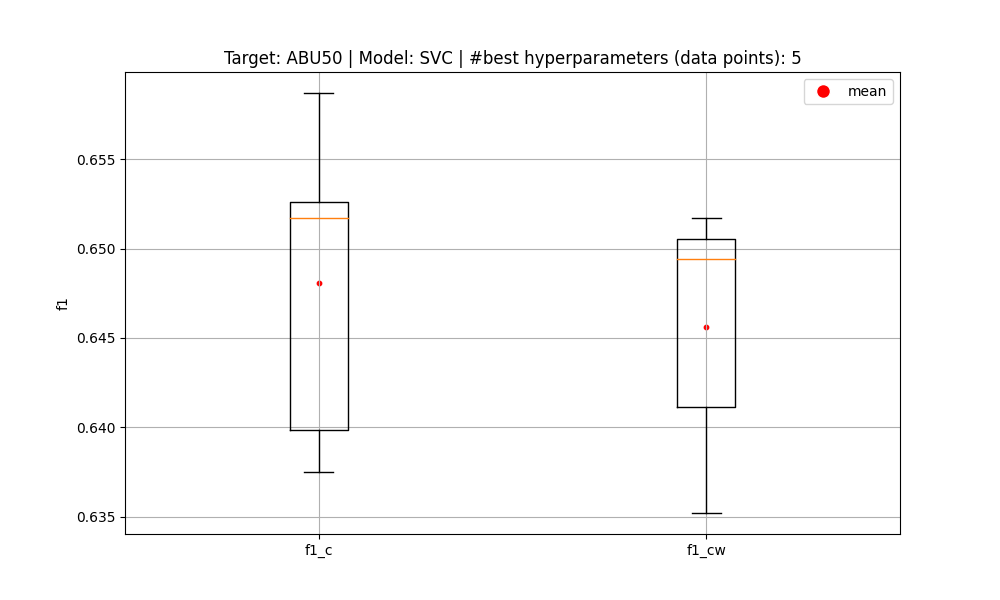 Target: ABU50 | Model: SVC | #best hyperparameters (data points): 5
mean
0.655
0.650
0.645
0.640
0.635
f1
f1_c
f1_cw